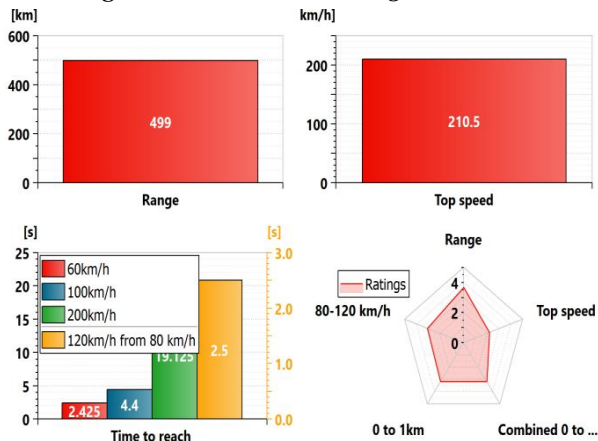 [km]
600
400
200
0
499
Range
km/h]
200
100
0
210.5
Top speed
[s]
25
20
15
10
5
0
[s]
3.0
2.0
1.0
0.0
60km/h
100km/h
200km/h
120km/h from 80 km/h
2.425
4.4
19.125
2.5
Time to reach
Range
Ratings
4
2
0
80-120 km/h
Top speed
0 to 1km
Combined 0 to ...